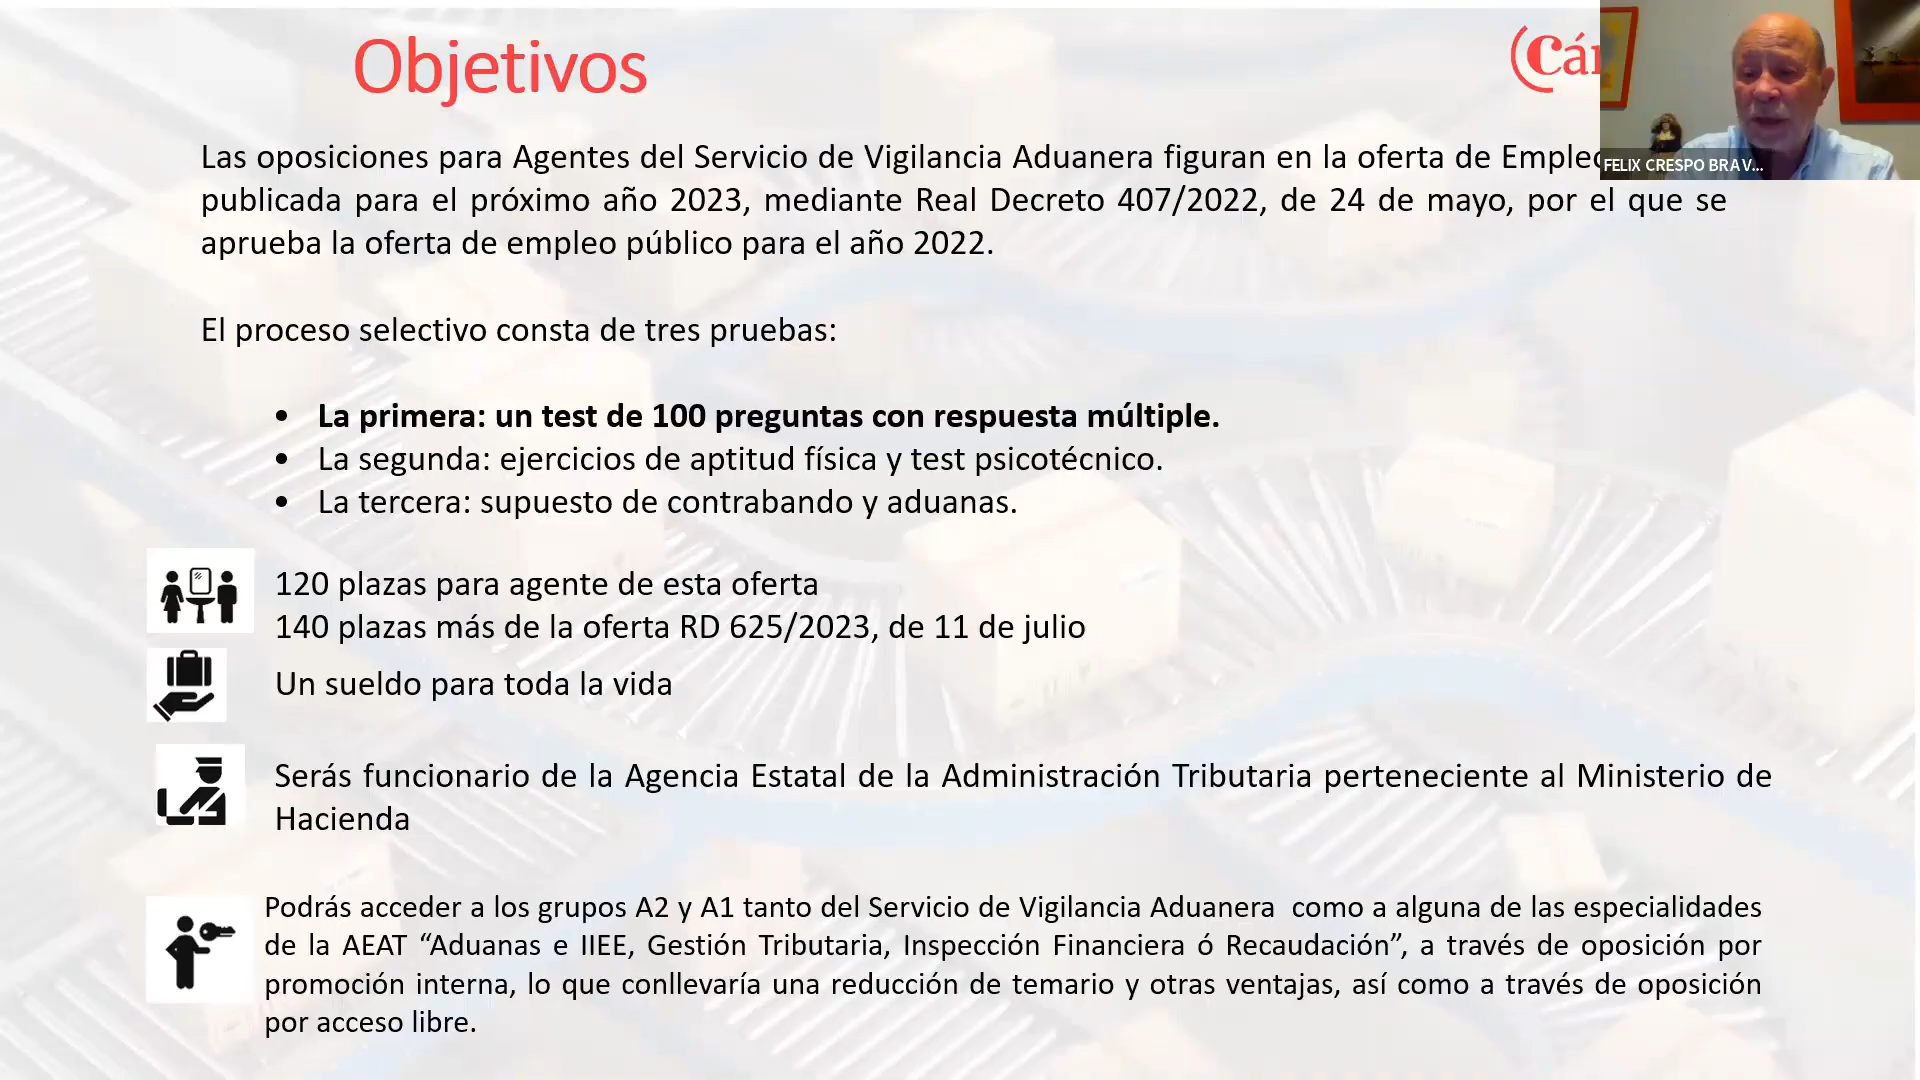 Objetivos
(Cá
FELIX CRESPO BRAV...
Las oposiciones para Agentes del Servicio de Vigilancia Aduanera figuran en la oferta de
publicada para el próximo año 2023, mediante Real Decreto 407/2022, de 24 de mayo, por el que se
aprueba la oferta de empleo público para el año 2022.
El proceso selectivo consta de tres pruebas:
• La primera: un test de 100 preguntas con respuesta múltiple.
• La segunda: ejercicios de aptitud física y test psicotécnico.
• La tercera: supuesto de contrabando y aduanas.
120 plazas para agente de esta oferta
140 plazas más de la oferta RD 625/2023, de 11 de julio
Un sueldo para toda la vida
Serás funcionario de la Agencia Estatal de la Administración Tributaria perteneciente al Ministerio de
Hacienda
Podrás acceder a los grupos A2 y A1 tanto del Servicio de Vigilancia Aduanera como a alguna de las especialidades
de la AEAT “Aduanas e IIEE, Gestión Tributaria, Inspección Financiera ó Recaudación”, a través de oposición por
promoción interna, lo que conllevaría una reducción de temario y otras ventajas, así como a través de oposición
por acceso libre.